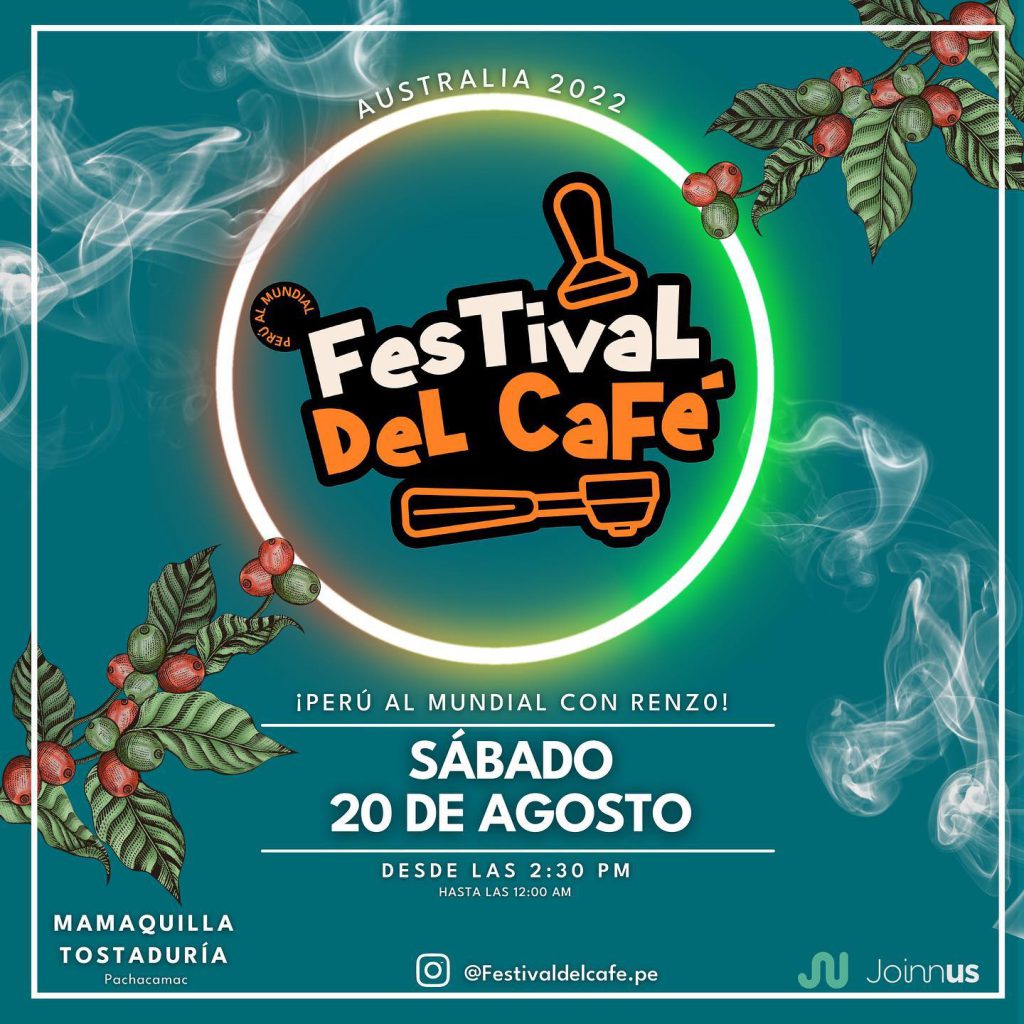 AUSTRALIA 2022
PERÚ AL MUNDIAL
FesTivaL
DeL CaFé
¡PERÚ AL MUNDIAL CON RENZ0!
SÁBADO
20 DE AGOSTO
DESDE LAS 2:30 PM
HASTA LAS 12:00 AM
MAMAQUILLA
TOSTADURÍA
Pachacamac
@Festivaldelcafe.pe
Joinnus